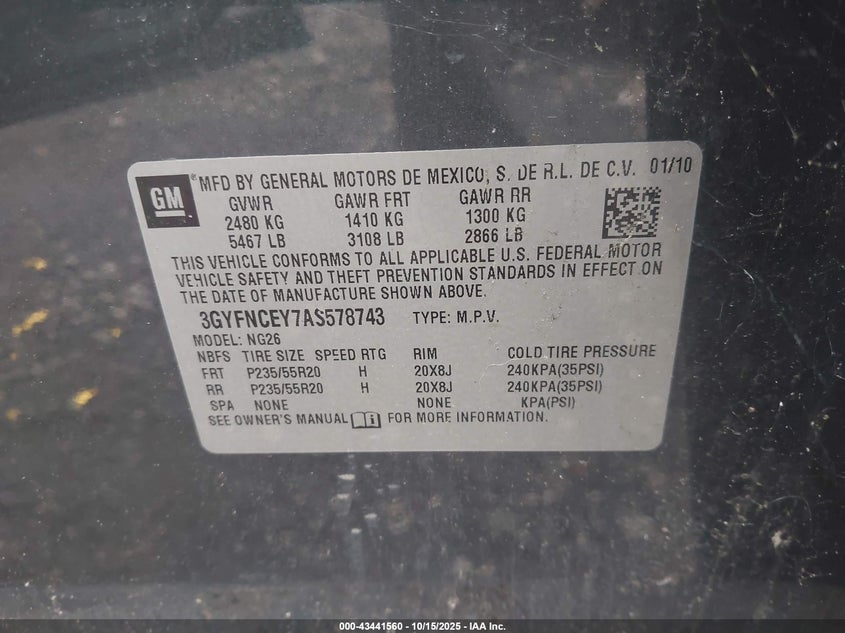 GM
® MFD BY GENERAL MOTORS DE MEXICO, S. DE R.L. DE C.V. 01/10
GVWR GAWR FRT GAWR RR
2480 KG 1410 KG 1300 KG
5467 LB 3108 LB 2866 LB
THIS VEHICLE CONFORMS TO ALL APPLICABLE U.S. FEDERAL MOTOR
VEHICLE SAFETY AND THEFT PREVENTION STANDARDS IN EFFECT ON
THE DATE OF MANUFACTURE SHOWN ABOVE.
3GYFNCEY7AS578743 TYPE: M.P.V.
MODEL: NG26
NBFS TIRE SIZE SPEED RTG RIM COLD TIRE PRESSURE
FRT P235/55R20 H 20X8J 240KPA(35PSI)
RR P235/55R20 H 20X8J 240KPA(35PSI)
SPA NONE NONE KPA(PSI)
SEE OWNER'S MANUAL FOR MORE INFORMATION.
000-43441560 - 10/15/2025 - IAA Inc.